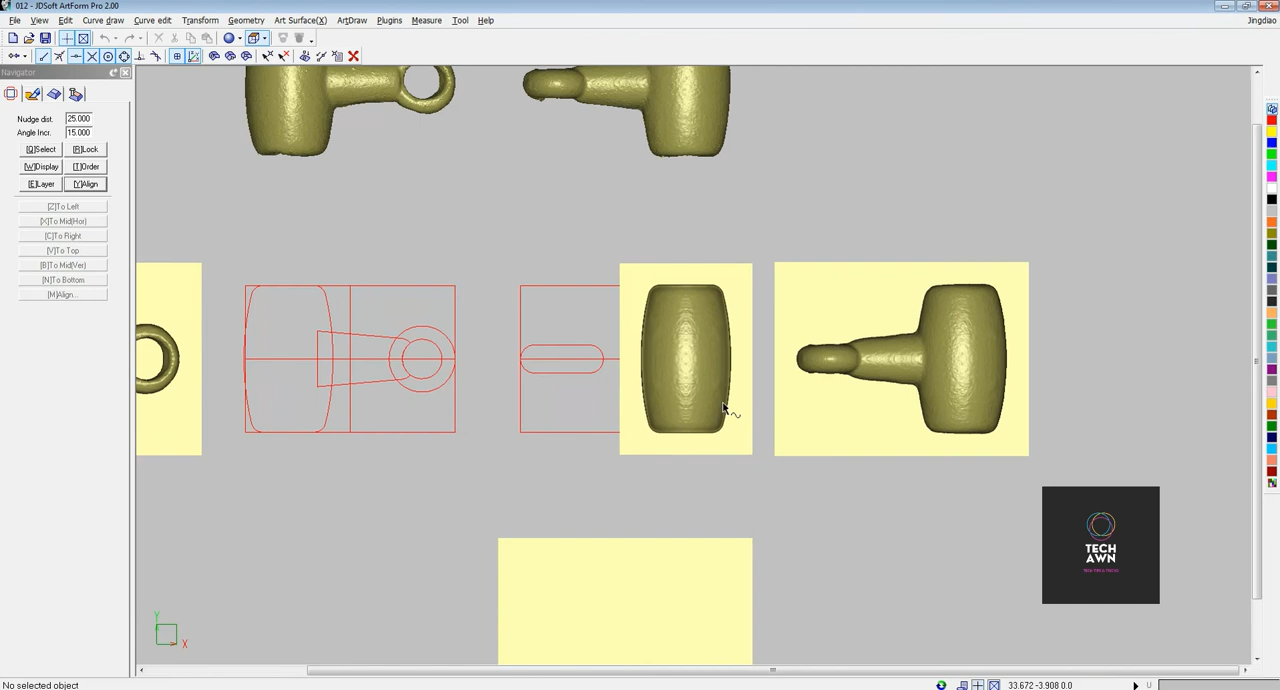 012 - JDSoft ArtForm Pro 2.00
File View Edit Curve draw Curve edit Transform Geometry Art Surface(X) ArtDraw Plugins Measure Tool Help Jingdiao
Navigator
Nudge dist. 25.000
Angle Incr. 15.000
[Q]Select [R]Lock
[W]Display [T]Order
[E]Layer [Y]Align
[Z]To Left
[X]To Mid(Hor)
[C]To Right
[V]To Top
[B]To Mid(Ver)
[N]To Bottom
[M]Align...
TECH
AWN
Y
X
No selected object 33.672 -3.908 0.0 U